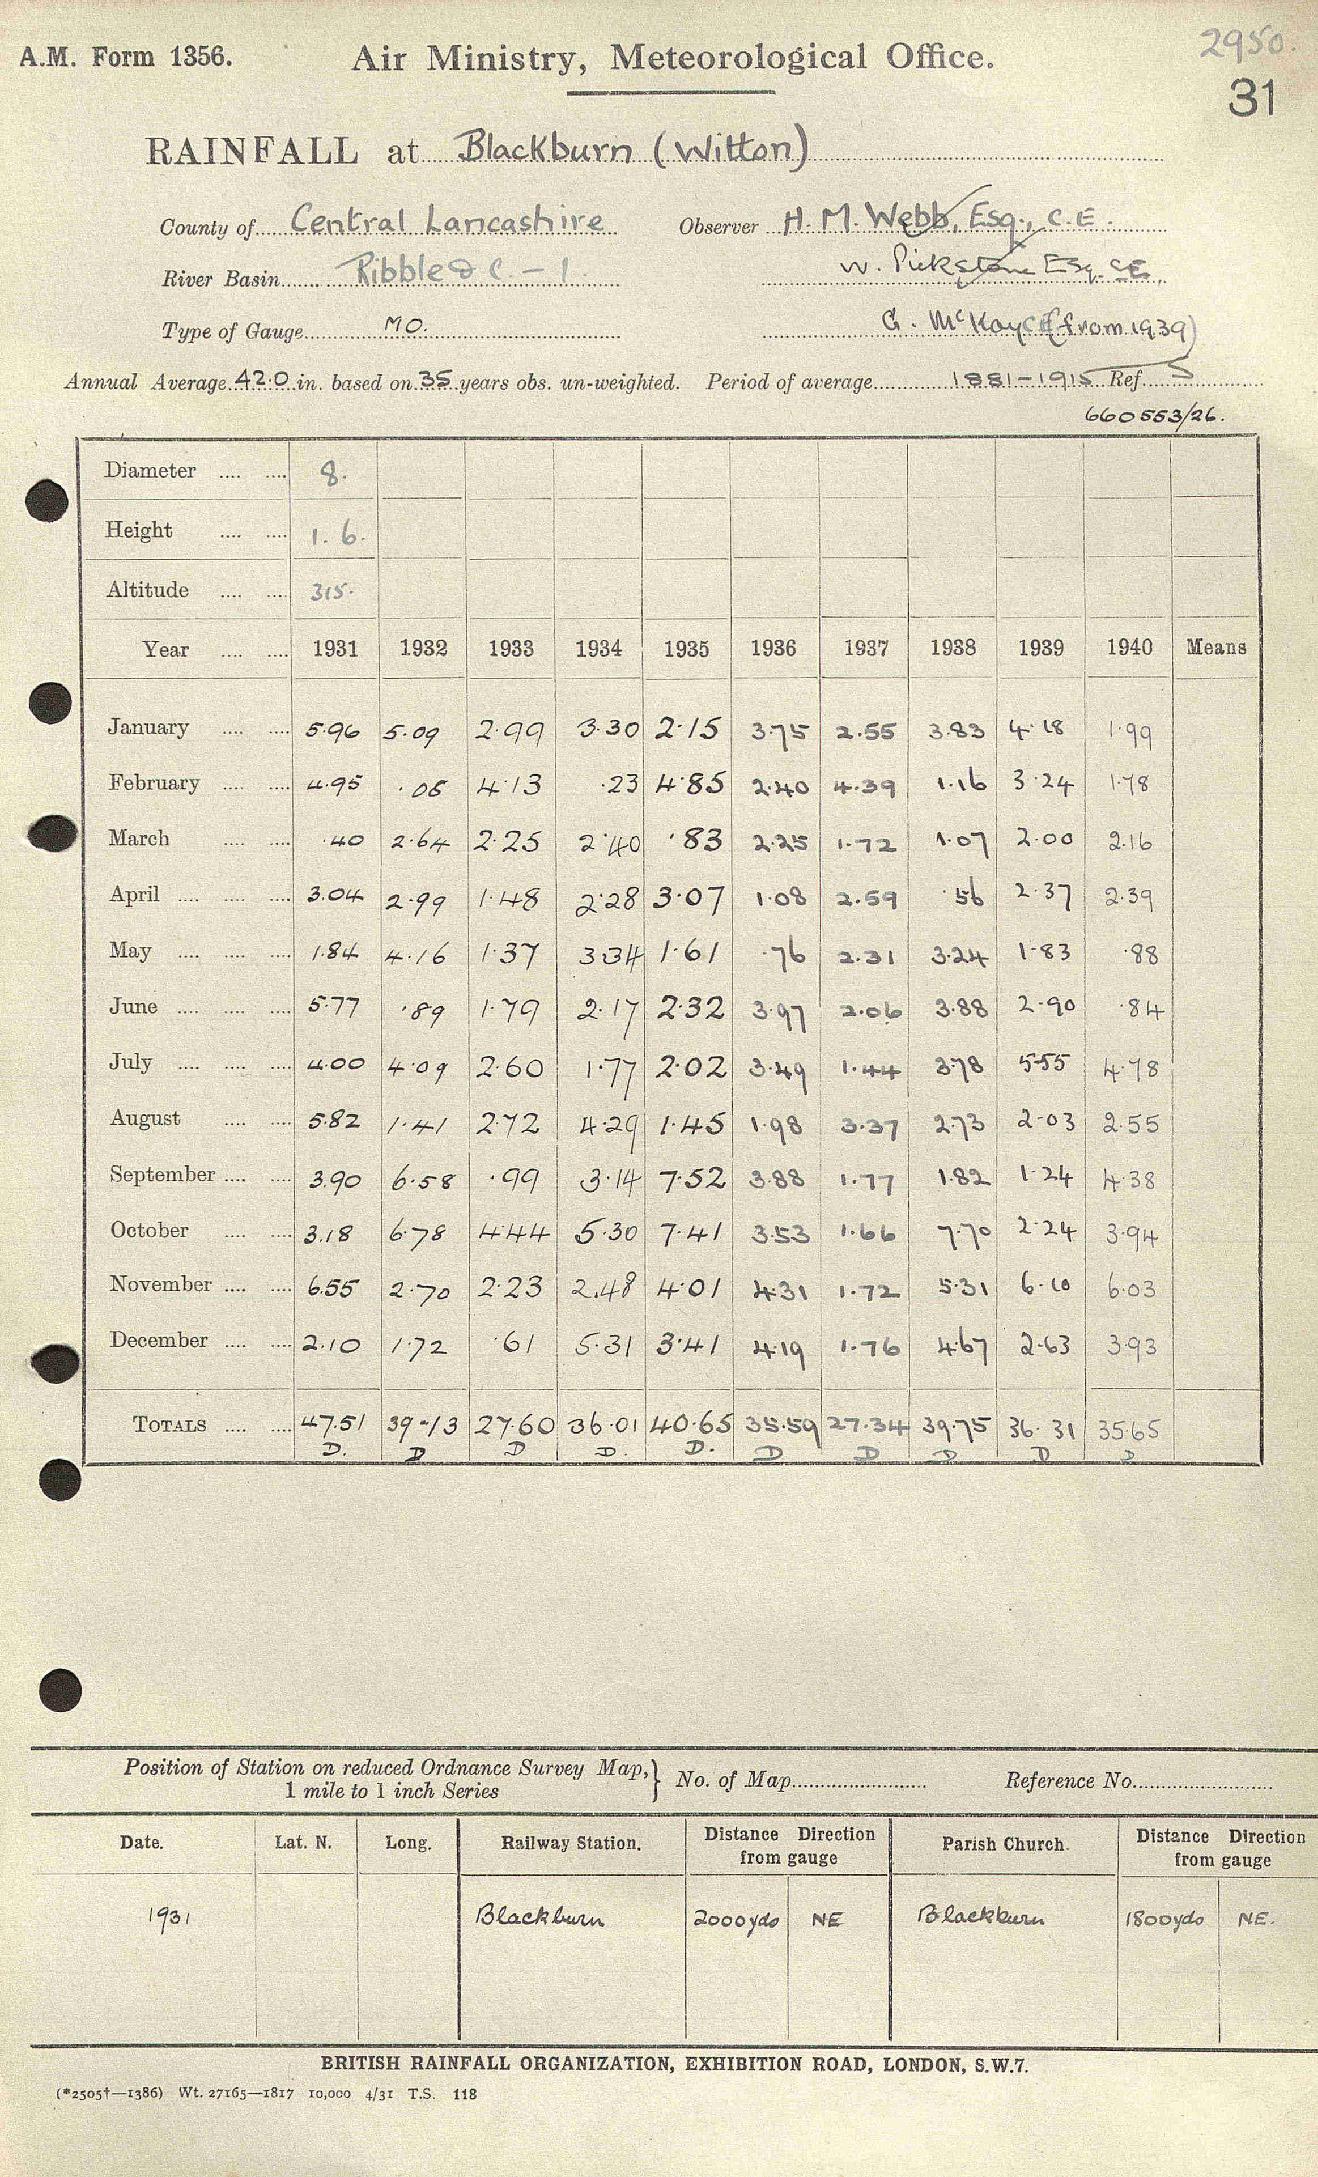 2950.
A.M. Form 1356. Air Ministry, Meteorological Office.
31
RAINFALL at Blackburn (Witton)
County of Central Lancashire Observer H. M. Webb, Esq., C.E.
River Basin Ribble & C. – 1. W. Pickstone Esq. CE.
Type of Gauge MO. G. McKay CE (from 1939)
Annual Average 42.0 in. based on 35 years obs. un-weighted. Period of average 1881–1915 Ref
660553/26.
Diameter .... .... 8.
Height .... .... 1. 6.
Altitude .... .... 315.
Year .... .... 1931 1932 1933 1934 1935 1936 1937 1938 1939 1940 Means
January .... .... 5.96 5.09 2.99 3.30 2.15 3.75 2.55 3.83 4.18 1.99
February .... .... 4.95 .06 4.13 .23 4.85 2.40 4.39 1.16 3.24 1.78
March .... .... .40 2.64 2.25 2.40 .83 2.25 1.72 1.07 2.00 2.16
April .... .... .... 3.04 2.99 1.48 2.28 3.07 1.08 2.59 .56 2.37 2.39
May .... .... .... 1.84 4.16 1.37 3.34 1.61 .76 2.31 3.24 1.83 .88
June .... .... .... 5.77 .89 1.79 2.17 2.32 3.97 2.06 3.88 2.90 .84
July .... .... .... 4.00 4.09 2.60 1.77 2.02 3.49 1.44 3.78 5.55 4.78
August .... .... 5.82 1.41 2.72 4.29 1.45 1.98 3.37 2.73 2.03 2.55
September .... .... 3.90 6.58 .99 3.14 7.52 3.88 1.77 1.82 1.24 4.38
October .... .... 3.18 6.78 4.44 5.30 7.41 3.53 1.66 7.70 2.24 3.94
November .... .... 6.55 2.70 2.23 2.48 4.01 4.31 1.72 5.31 6.10 6.03
December .... .... 2.10 1.72 .61 5.31 3.41 4.19 1.76 4.67 2.63 3.93
TOTALS .... .... 47.51 39.13 27.60 36.01 40.65 35.59 27.34 39.75 36.31 35.65
D. D D D. D. D D D D D
Position of Station on reduced Ordnance Survey Map,} No. of Map Reference No.
1 mile to 1 inch Series
Date. Lat. N. Long. Railway Station. Distance Direction from gauge Parish Church. Distance Direction from gauge
1931 Blackburn 2000yds NE Blackburn 1800yds NE.
BRITISH RAINFALL ORGANIZATION, EXHIBITION ROAD, LONDON, S.W.7.
(*2505†—1386) Wt. 27165—1817 10,000 4/31 T.S. 118